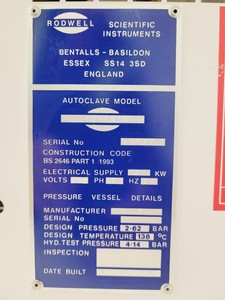 RODWELL
SCIENTIFIC
INSTRUMENTS
BENTALLS - BASILDON
ESSEX SS14 3SD
ENGLAND
AUTOCLAVE MODEL
SERIAL No
CONSTRUCTION CODE
BS 2646 PART 1 1993
ELECTRICAL SUPPLY KW
VOLTS PH HZ
PRESSURE VESSEL DETAILS
MANUFACTURER
SERIAL No
DESIGN PRESSURE 2·62 BAR
DESIGN TEMPERATURE 138 ºC
HYD. TEST PRESSURE 4·14 BAR
INSPECTION
DATE BUILT